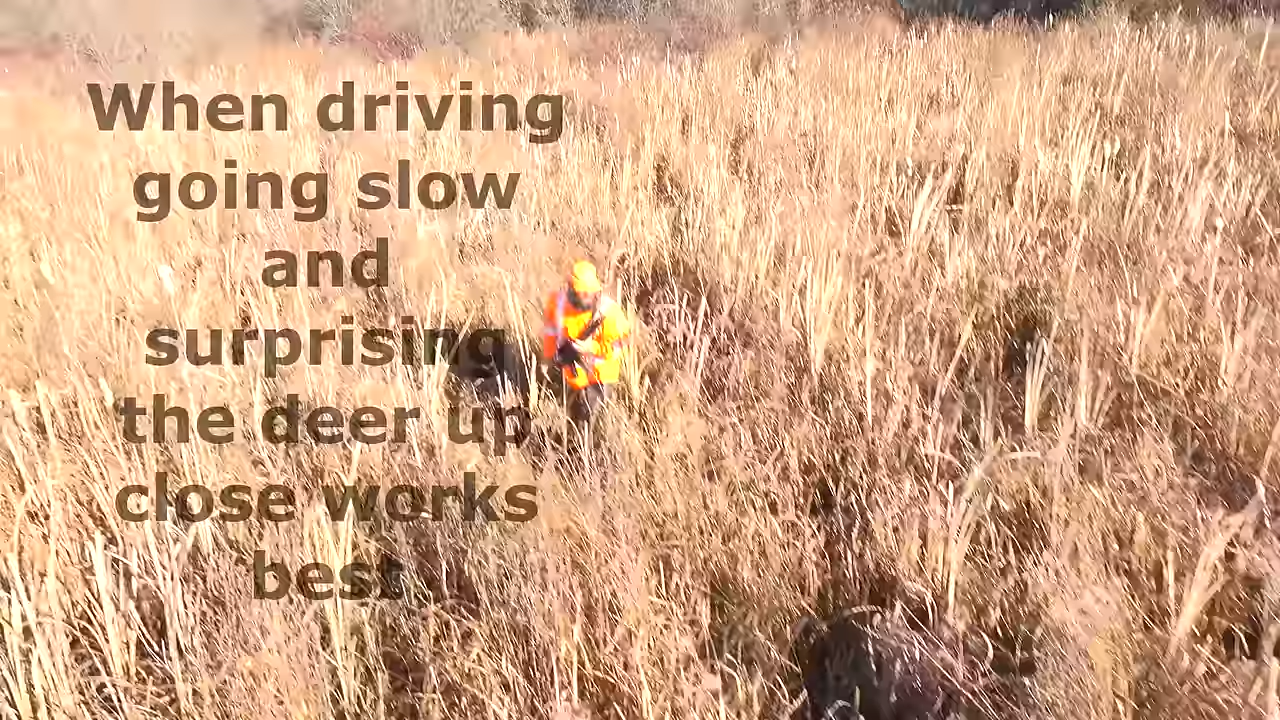 When driving
going slow
and
surprising
the deer up
close works
best